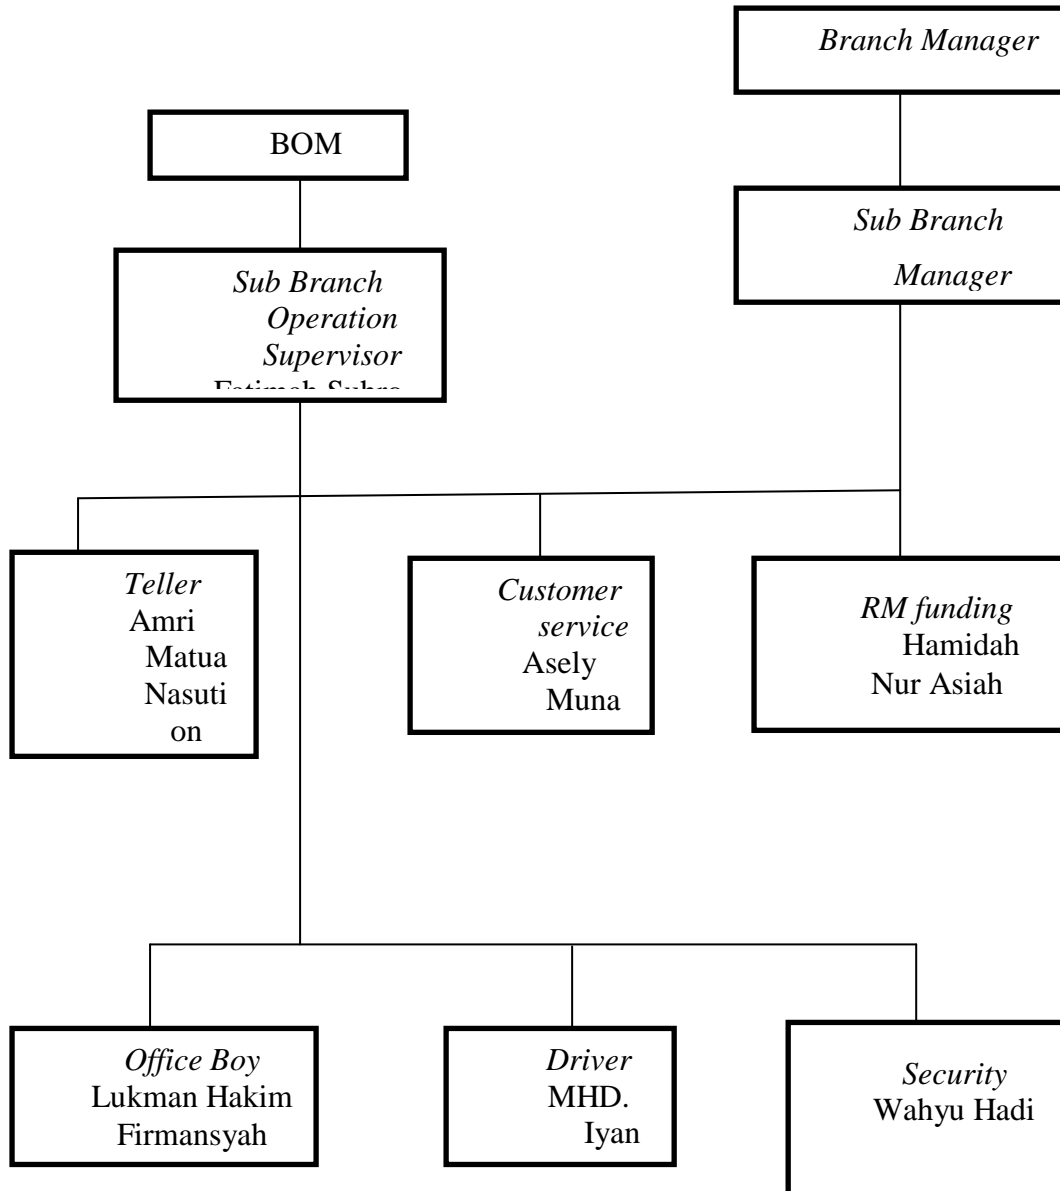 Branch Manager
BOM
Sub Branch
Manager
Sub Branch
Operation
Supervisor
Teller
Amri
Matua
Nasuti
on
Customer
service
Asely
Muna
RM funding
Hamidah
Nur Asiah
Office Boy
Lukman Hakim
Firmansyah
Driver
MHD.
Iyan
Security
Wahyu Hadi